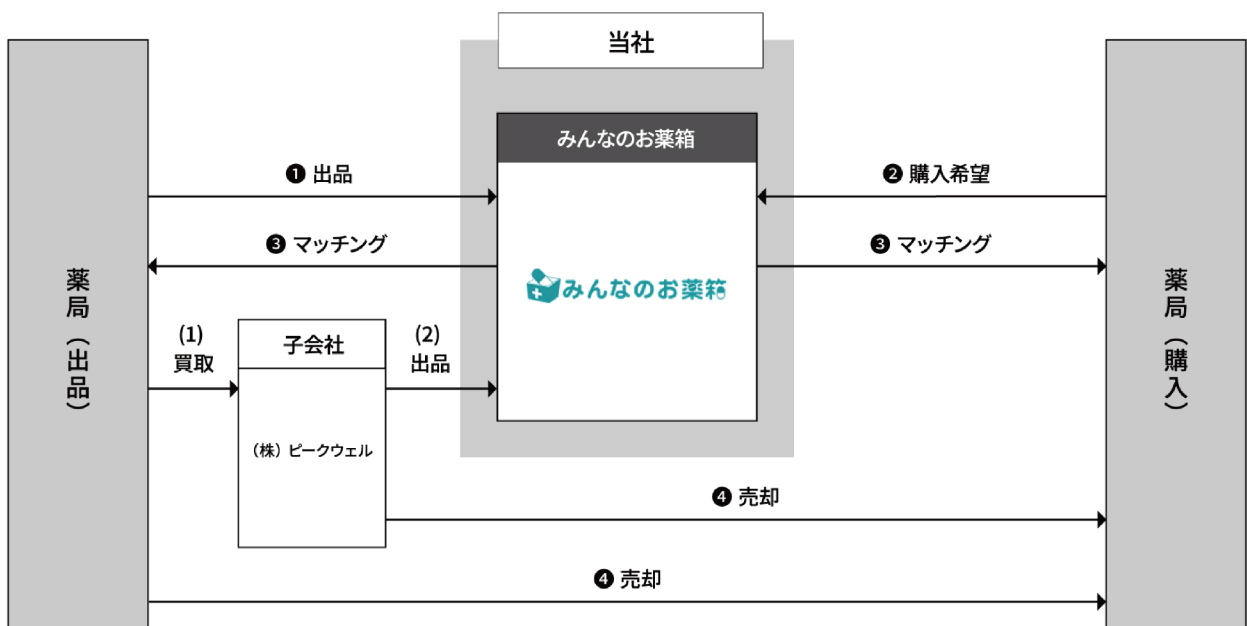 当社
みんなのお薬箱
❶ 出品
❷ 購入希望
❸ マッチング
❸ マッチング
みんなのお薬箱
薬局（出品）
薬局（購入）
(1)
買取
子会社
(2)
出品
（株）ピークウェル
❹ 売却
❹ 売却